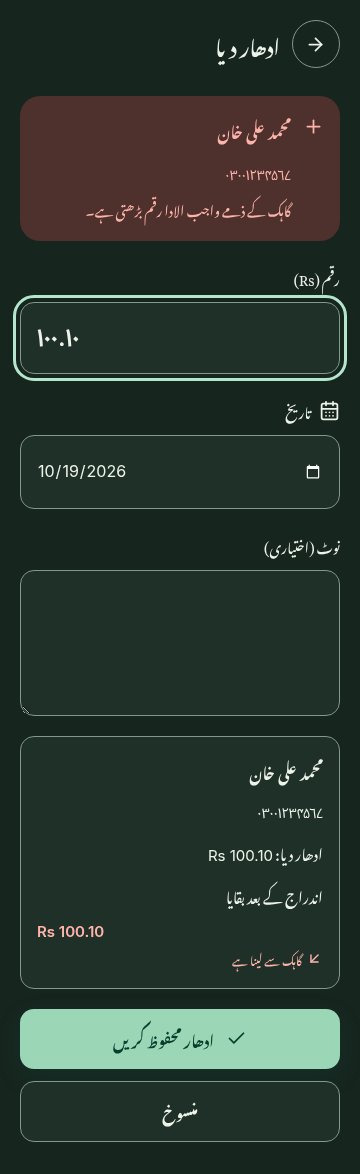 ادھار دیا
محمد علی خان
۰۳۰۰۱۲۳۴۵٦۷
گاہک کے ذمے واجب الادا رقم بڑھتی ہے۔
رقم (Rs)
۱۰۰.۱۰
تاریخ
10/19/2026
نوٹ (اختیاری)
محمد علی خان
۰۳۰۰۱۲۳۴۵٦۷
ادھار دیا: Rs 100.10
اندراج کے بعد بقایا
Rs 100.10
گاہک سے لینا ہے
ادھار محفوظ کریں
منسوخ